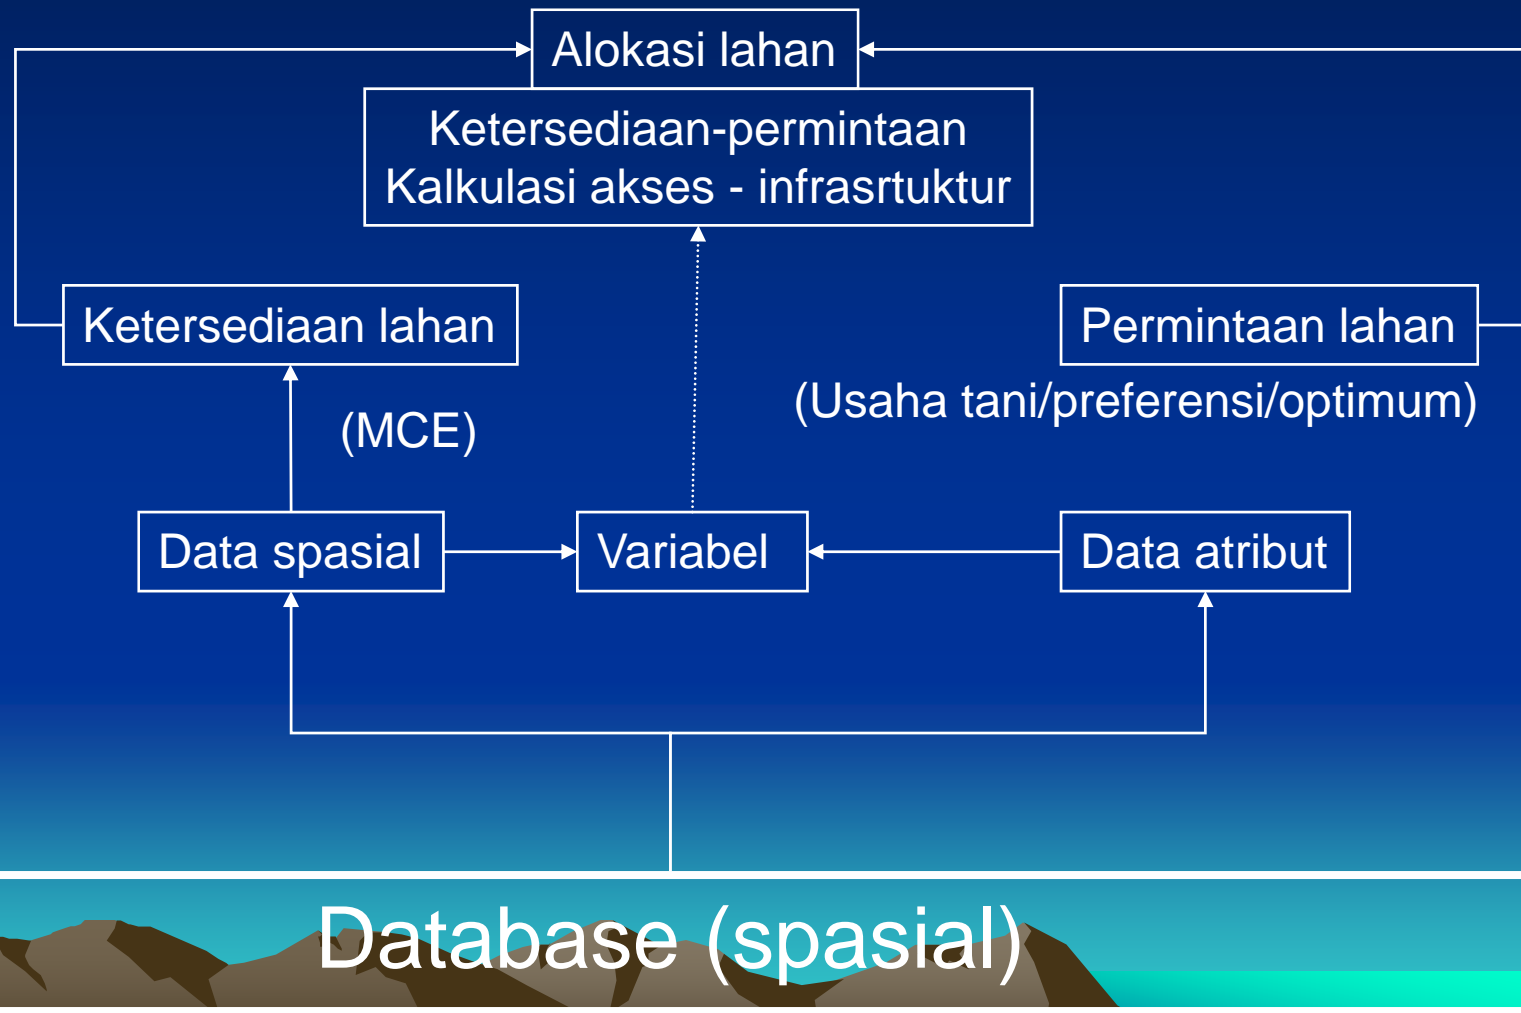 Alokasi lahan
Ketersediaan-permintaan
Kalkulasi akses - infrasrtuktur
Ketersediaan lahan
Permintaan lahan
(Usaha tani/preferensi/optimum)
(MCE)
Data spasial
Variabel
Data atribut
Database (spasial)